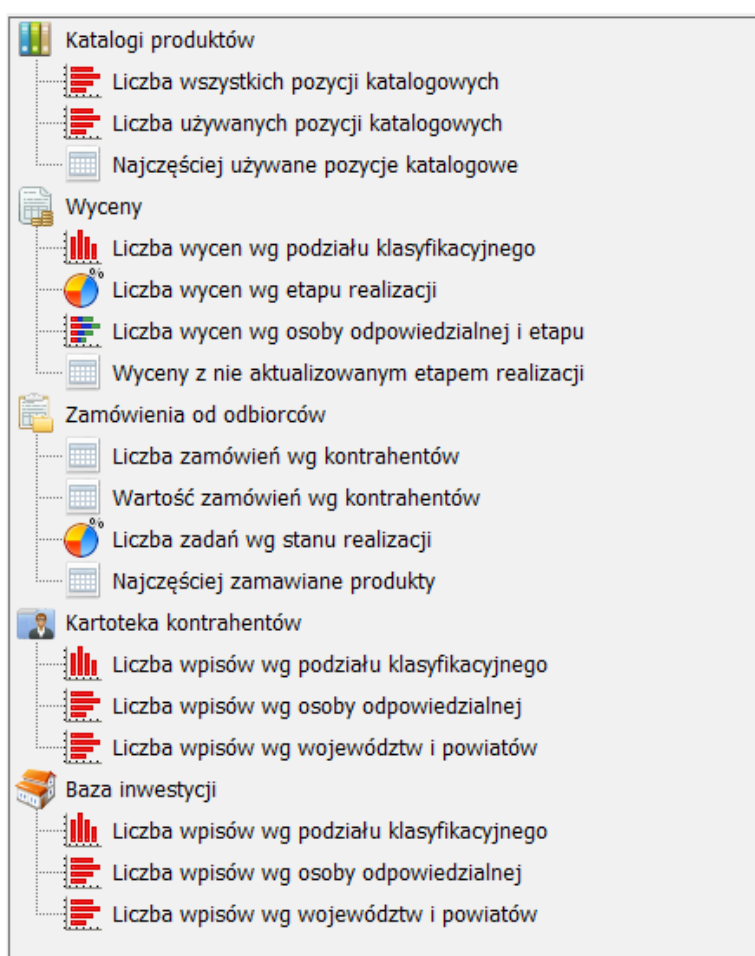 Katalogi produktów
Liczba wszystkich pozycji katalogowych
Liczba używanych pozycji katalogowych
Najczęściej używane pozycje katalogowe
Wyceny
Liczba wycen wg podziału klasyfikacyjnego
Liczba wycen wg etapu realizacji
Liczba wycen wg osoby odpowiedzialnej i etapu
Wyceny z nie aktualizowanym etapem realizacji
Zamówienia od odbiorców
Liczba zamówień wg kontrahentów
Wartość zamówień wg kontrahentów
Liczba zadań wg stanu realizacji
Najczęściej zamawiane produkty
Kartoteka kontrahentów
Liczba wpisów wg podziału klasyfikacyjnego
Liczba wpisów wg osoby odpowiedzialnej
Liczba wpisów wg województw i powiatów
Baza inwestycji
Liczba wpisów wg podziału klasyfikacyjnego
Liczba wpisów wg osoby odpowiedzialnej
Liczba wpisów wg województw i powiatów